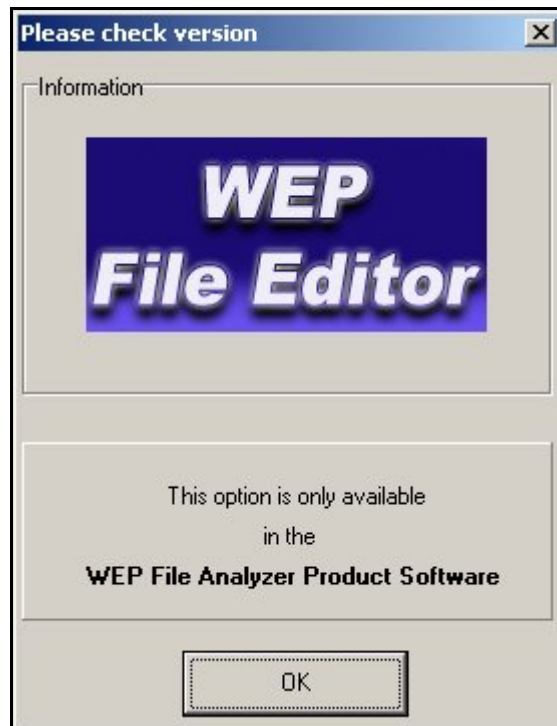 Please check version
Information
WEP
File Editor
This option is only available
in the
WEP File Analyzer Product Software
OK